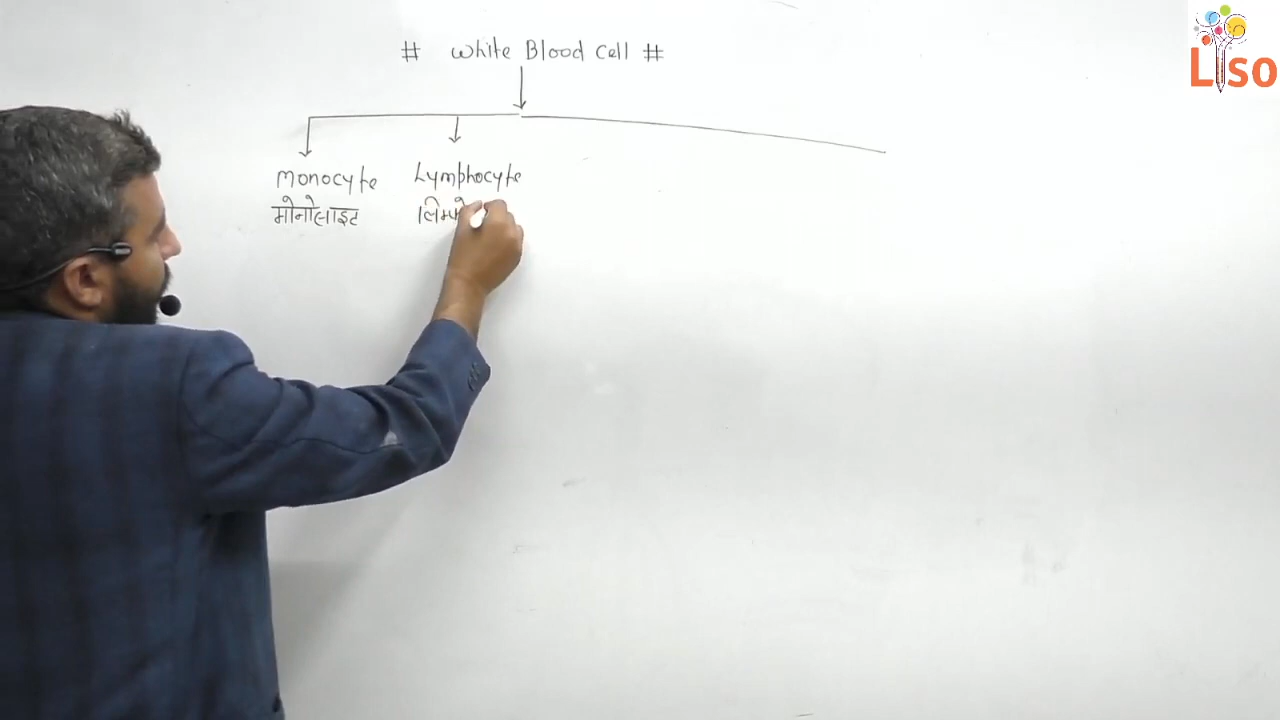 Liso
# White Blood Cell #
Monocyte Lymphocyte
मोनोलाइट